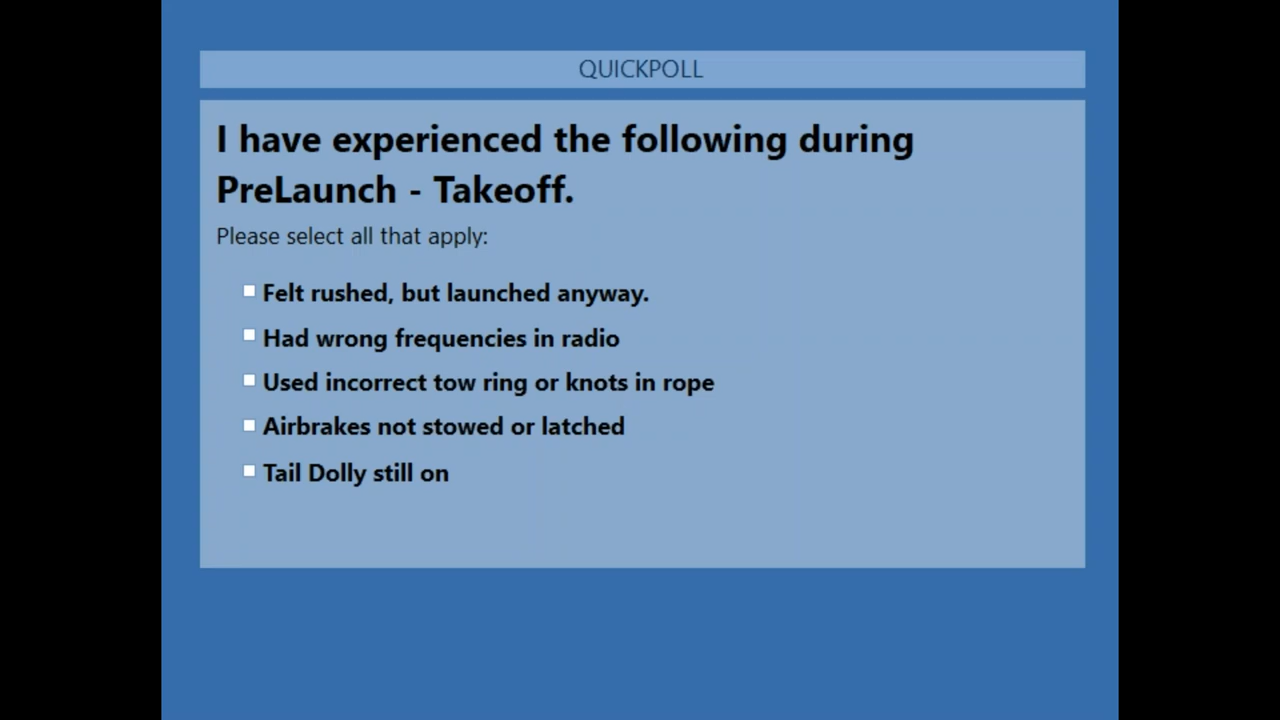 QUICKPOLL
I have experienced the following during
PreLaunch - Takeoff.
Please select all that apply:
Felt rushed, but launched anyway.
Had wrong frequencies in radio
Used incorrect tow ring or knots in rope
Airbrakes not stowed or latched
Tail Dolly still on